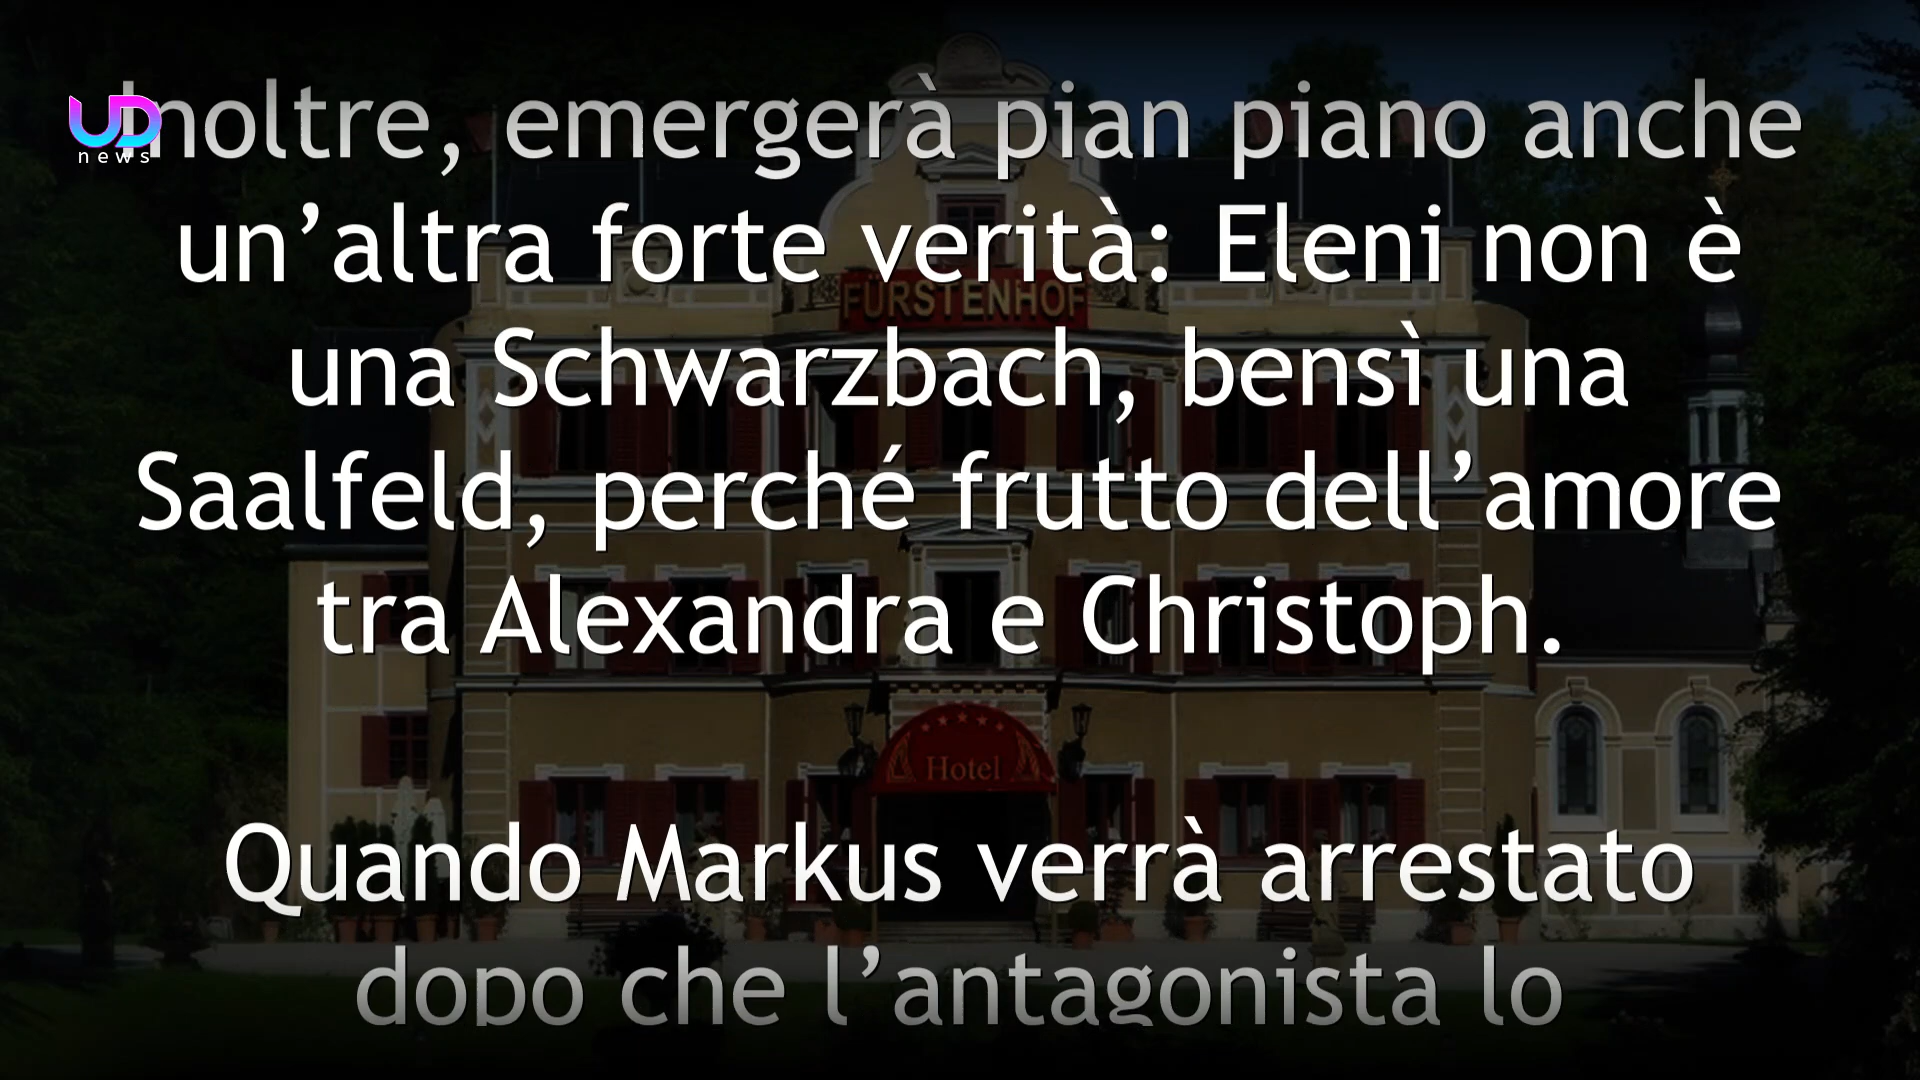 UD
news
Inoltre, emergerà pian piano anche
un’altra forte verità: Eleni non è
FÜRSTENHOF
una Schwarzbach, bensì una
Saalfeld, perché frutto dell’amore
tra Alexandra e Christoph.
Hotel
Quando Markus verrà arrestato
dopo che l’antagonista lo